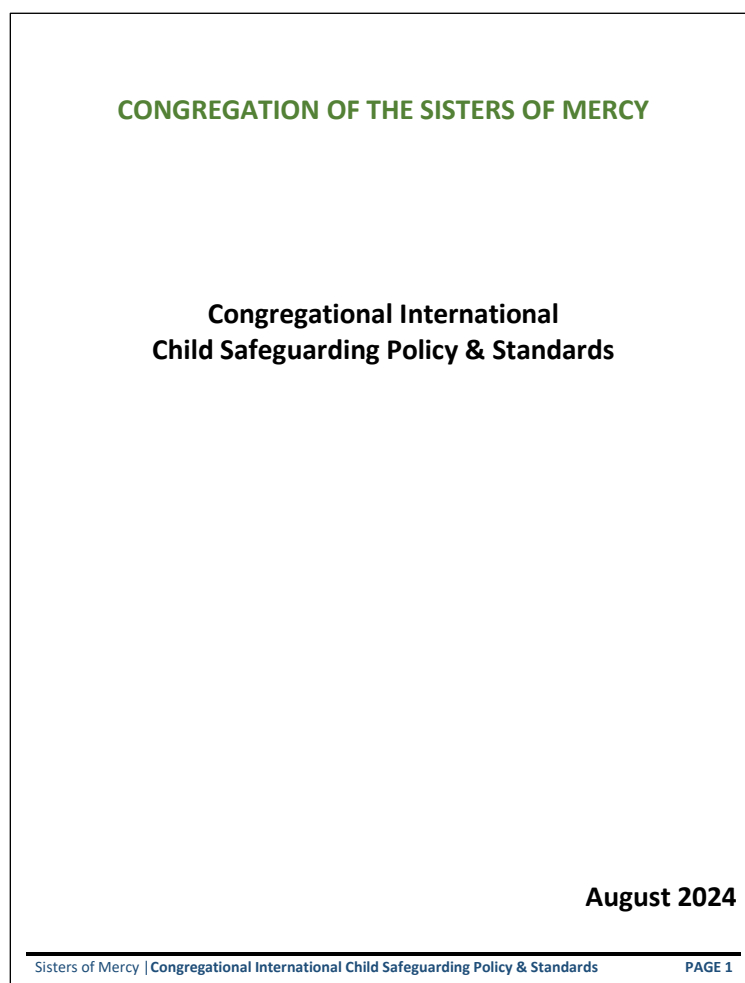 CONGREGATION OF THE SISTERS OF MERCY
Congregational International
Child Safeguarding Policy & Standards
August 2024
Sisters of Mercy | Congregational International Child Safeguarding Policy & Standards PAGE 1